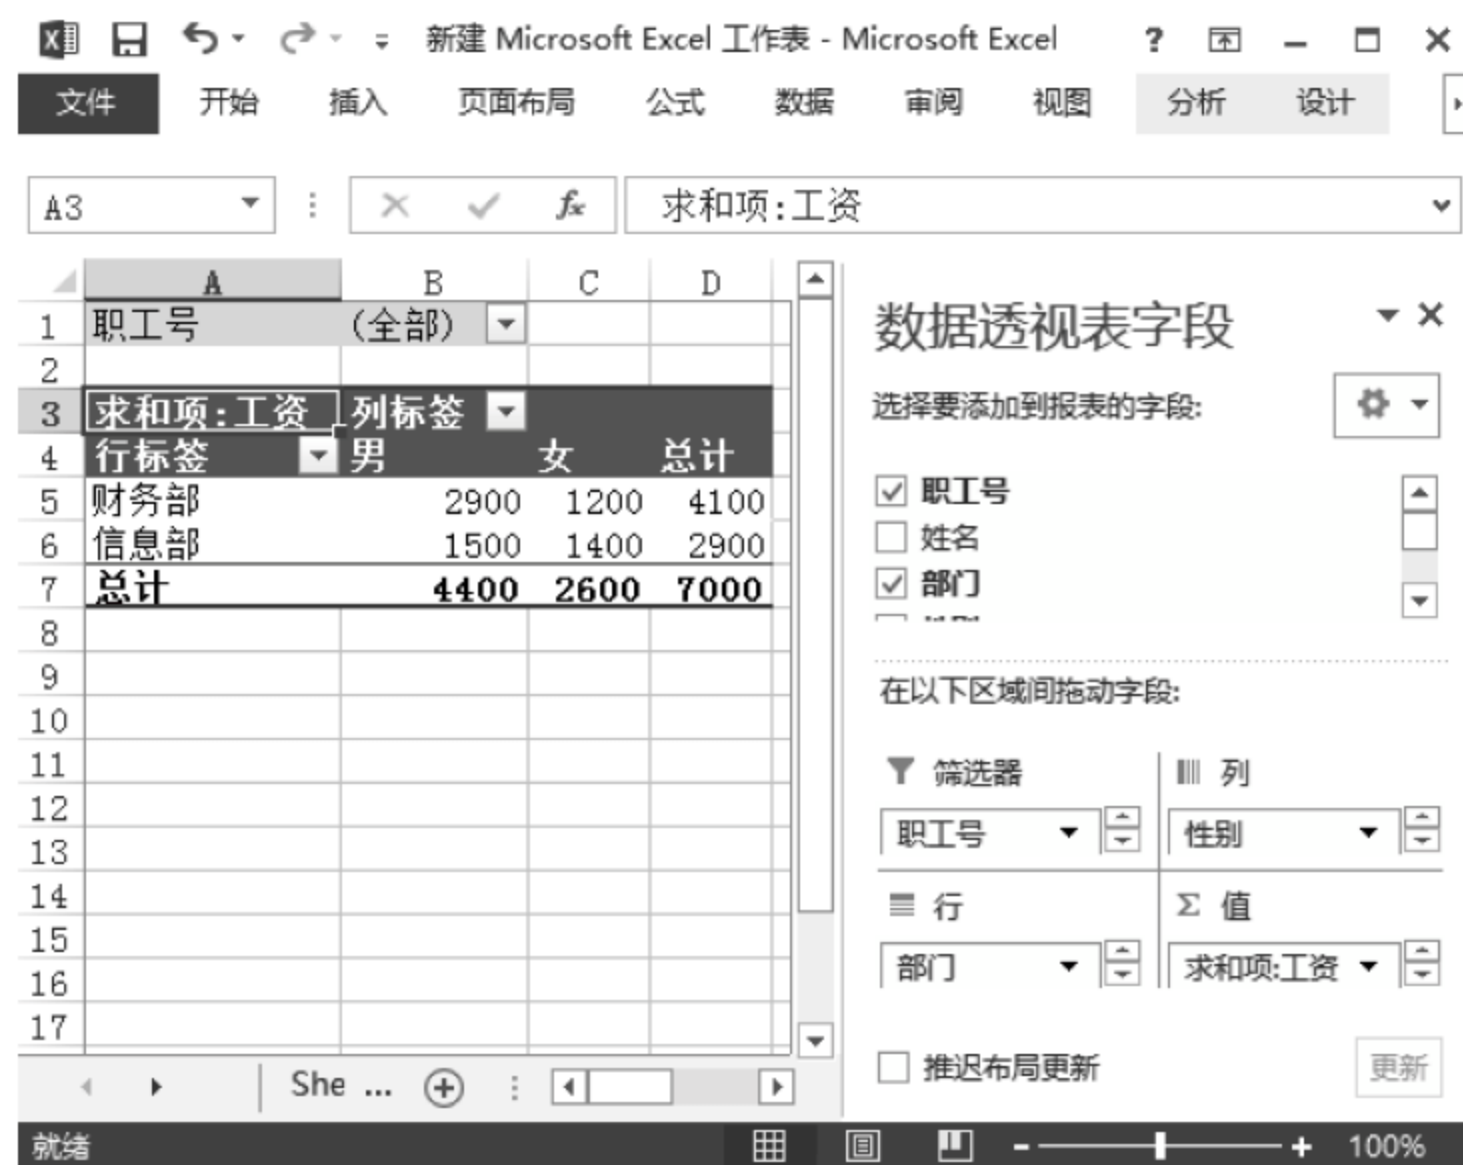 新建 Microsoft Excel 工作表 - Microsoft Excel ?
文件 开始 插入 页面布局 公式 数据 审阅 视图 分析 设计
A3 fx 求和项:工资
A B C D
1 职工号 (全部)
2
3 求和项:工资 列标签
4 行标签 男 女 总计
5 财务部 2900 1200 4100
6 信息部 1500 1400 2900
7 总计 4400 2600 7000
8
9
10
11
12
13
14
15
16
17
She ...
数据透视表字段
选择要添加到报表的字段:
职工号
姓名
部门
在以下区域间拖动字段:
筛选器 列
职工号 性别
行 Σ 值
部门 求和项:工资
推迟布局更新 更新
就绪 100%